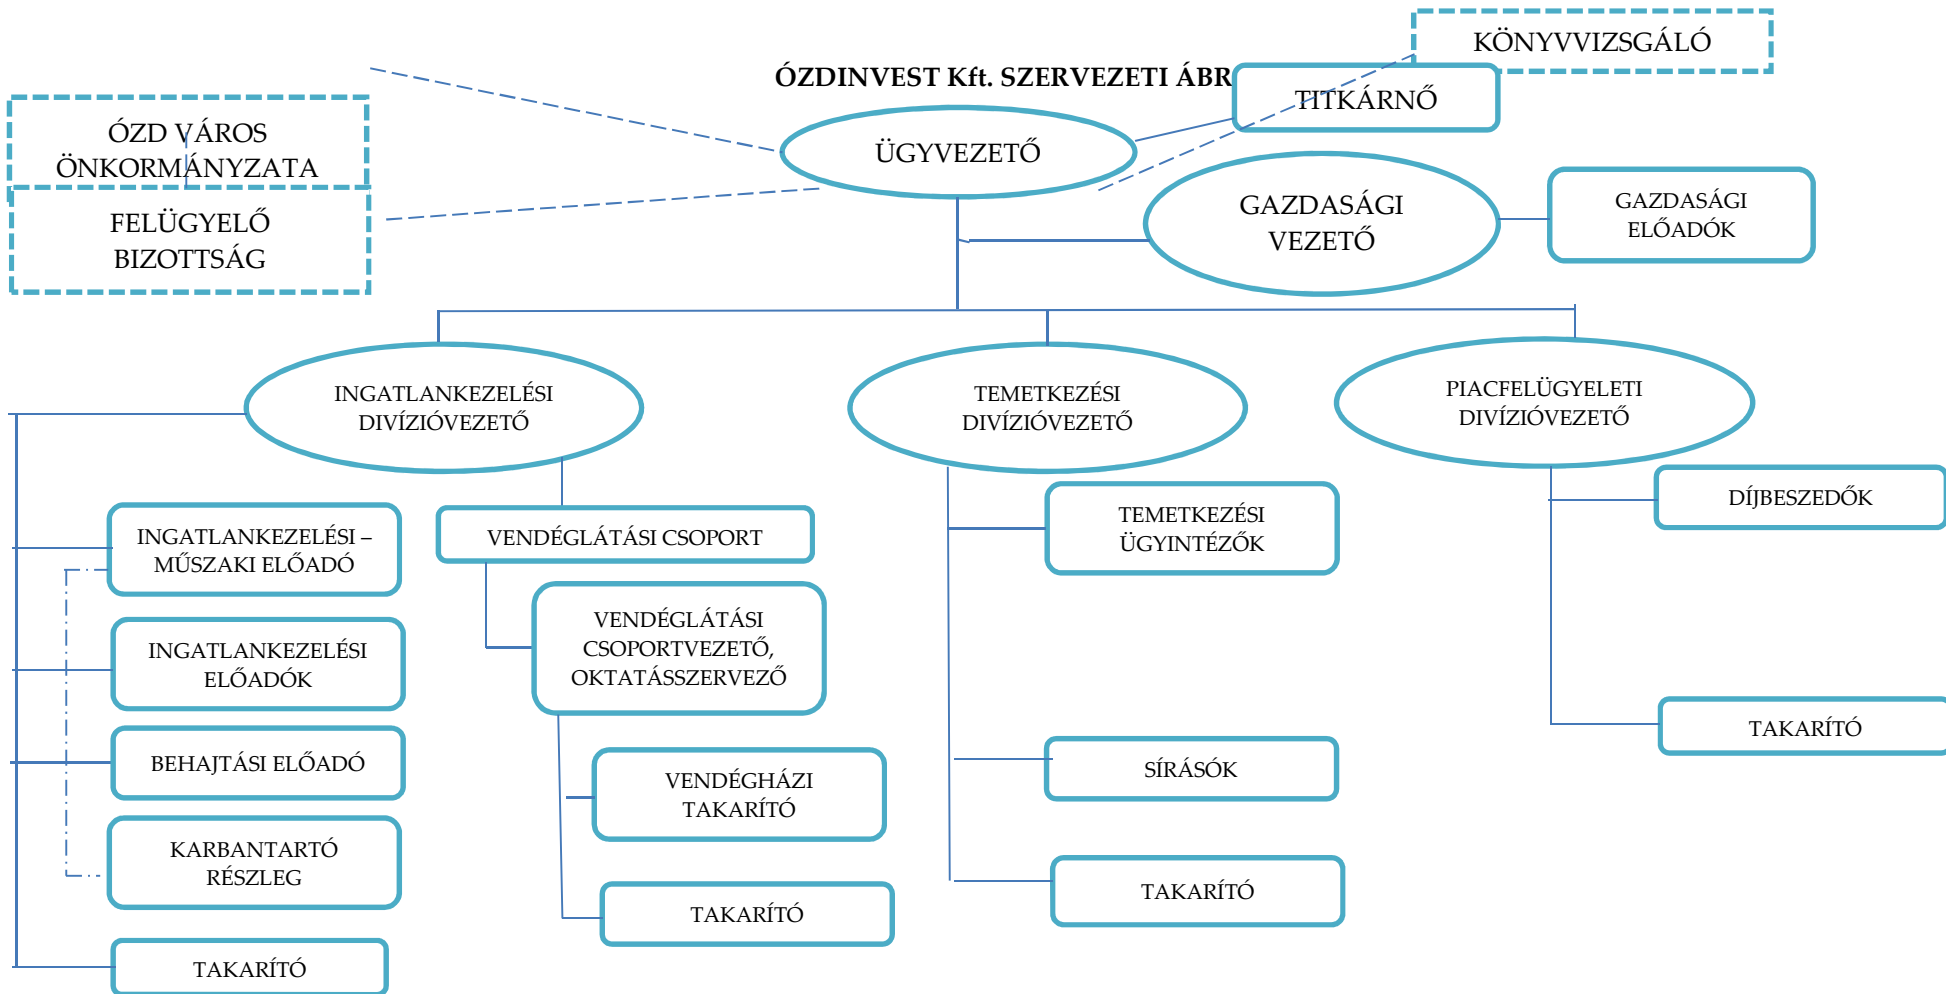 KÖNYVVIZSGÁLÓ
ÓZDINVEST Kft. SZERVEZETI ÁBR
TITKÁRNŐ
ÓZD VÁROS
ÖNKORMÁNYZATA
ÜGYVEZETŐ
FELÜGYELŐ
BIZOTTSÁG
GAZDASÁGI
VEZETŐ
GAZDASÁGI
ELŐADÓK
INGATLANKEZELÉSI
DIVÍZIÓVEZETŐ
TEMETKEZÉSI
DIVÍZIÓVEZETŐ
PIACFELÜGYELETI
DIVÍZIÓVEZETŐ
INGATLANKEZELÉSI –
MŰSZAKI ELŐADÓ
INGATLANKEZELÉSI
ELŐADÓK
BEHAJTÁSI ELŐADÓ
KARBANTARTÓ
RÉSZLEG
TAKARÍTÓ
VENDÉGLÁTÁSI CSOPORT
VENDÉGLÁTÁSI
CSOPORTVEZETŐ,
OKTATÁSSZERVEZŐ
VENDÉGHÁZI
TAKARÍTÓ
TAKARÍTÓ
TEMETKEZÉSI
ÜGYINTÉZŐK
SÍRÁSÓK
TAKARÍTÓ
DÍJBESZEDŐK
TAKARÍTÓ